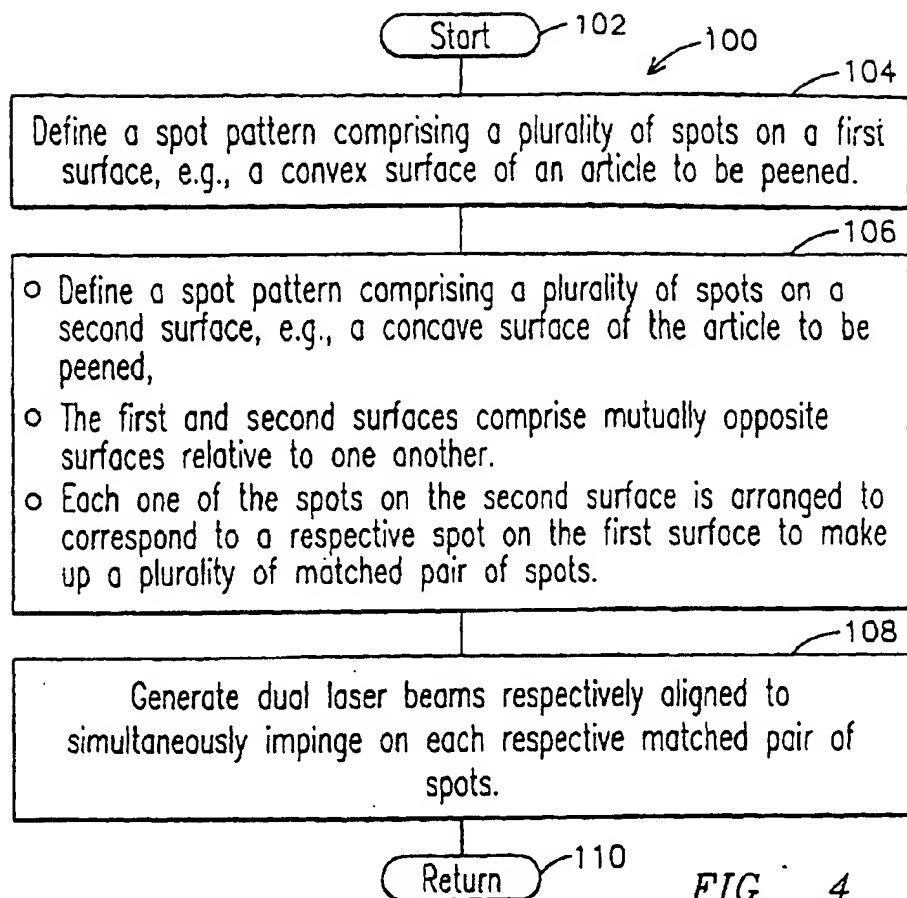 Start
102
100
104
Define a spot pattern comprising a plurality of spots on a first
surface, e.g., a convex surface of an article to be peened.
106
o Define a spot pattern comprising a plurality of spots on a
second surface, e.g., a concave surface of the article to be
peened,
o The first and second surfaces comprise mutually opposite
surfaces relative to one another.
o Each one of the spots on the second surface is arranged to
correspond to a respective spot on the first surface to make
up a plurality of matched pair of spots.
108
Generate dual laser beams respectively aligned to
simultaneously impinge on each respective matched pair of
spots.
Return
110
FIG. 4